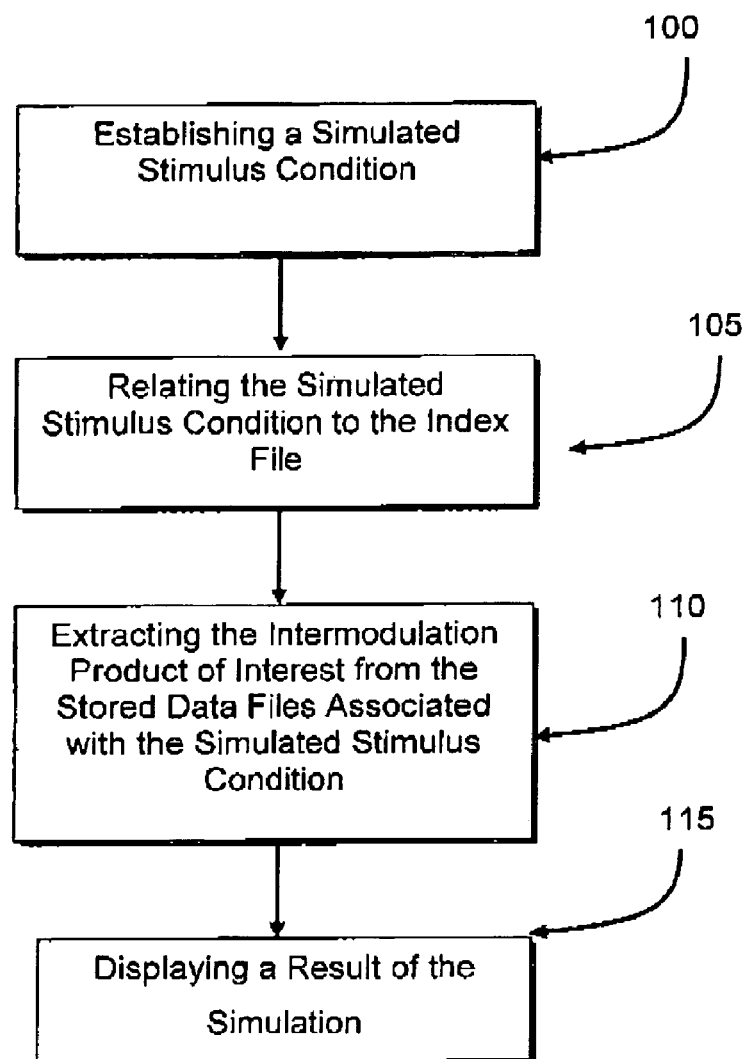 100
Establishing a Simulated
Stimulus Condition
105
Relating the Simulated
Stimulus Condition to the Index
File
110
Extracting the Intermodulation
Product of Interest from the
Stored Data Files Associated
with the Simulated Stimulus
Condition
115
Displaying a Result of the
Simulation